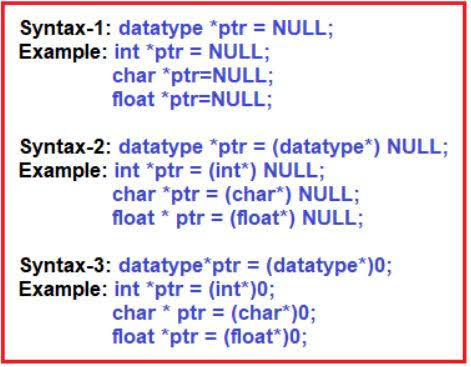 Syntax-1: datatype *ptr = NULL;
Example: int *ptr = NULL;
char *ptr=NULL;
float *ptr=NULL;
Syntax-2: datatype *ptr = (datatype*) NULL;
Example: int *ptr = (int*) NULL;
char *ptr = (char*) NULL;
float * ptr = (float*) NULL;
Syntax-3: datatype*ptr = (datatype*)0;
Example: int *ptr = (int*)0;
char * ptr = (char*)0;
float *ptr = (float*)0;